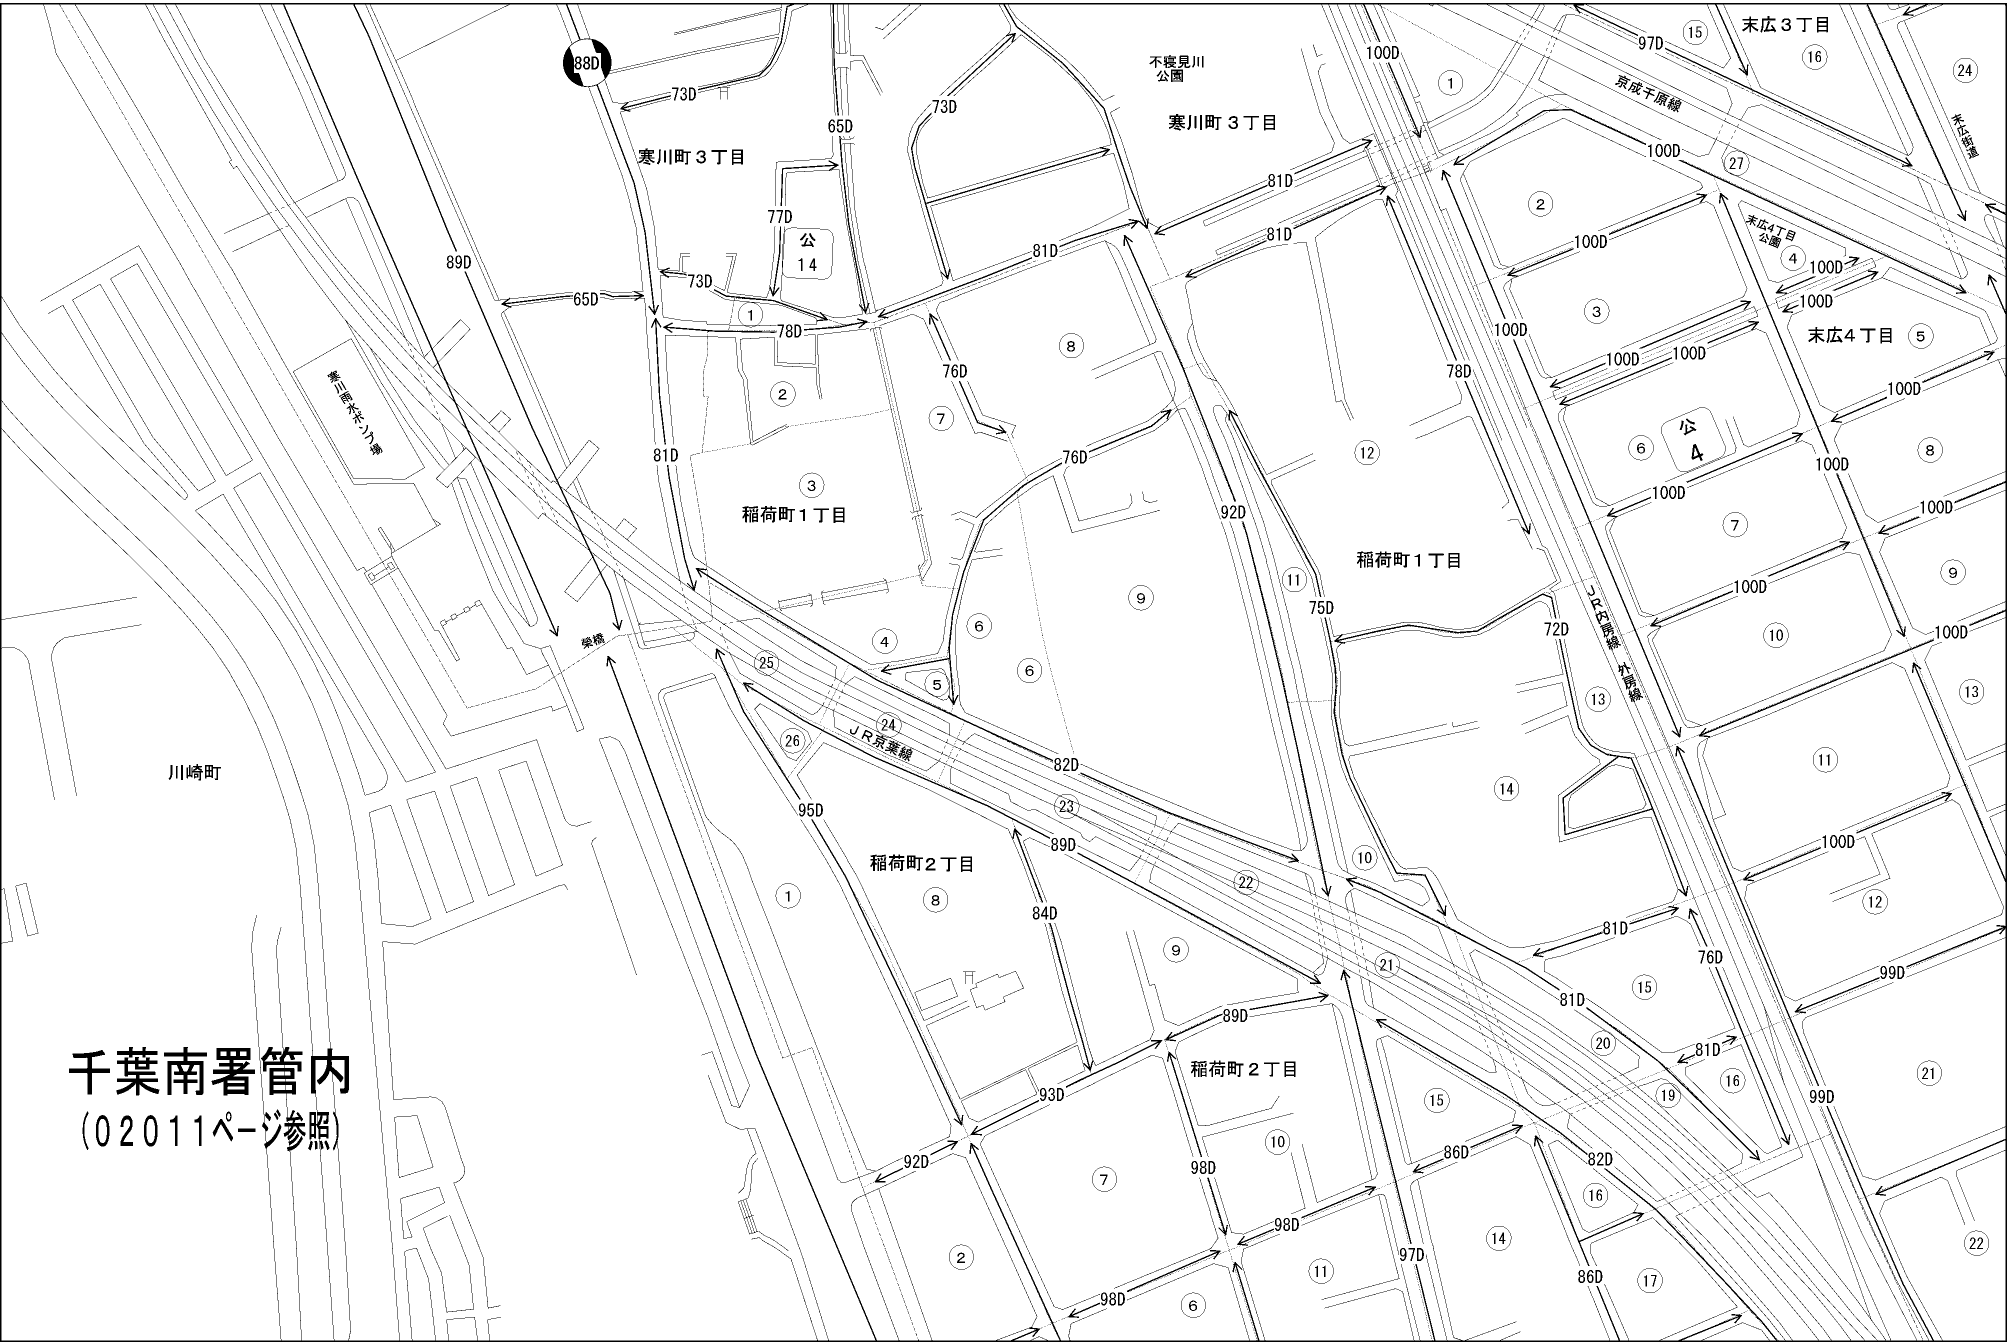 88D
73D
65D
寒川町３丁目
77D
公
14
73D
不寝見川
公園
寒川町３丁目
100D
①
97D
⑮
末広３丁目
⑯
㉔
京成千原線
末広街道
100D
㉗
89D
65D
73D
①
78D
81D
81D
81D
②
100D
末広4丁目
公園
④
100D
100D
③
100D
100D
100D
末広４丁目
⑤
寒川雨水ポンプ場
②
76D
⑦
⑧
78D
100D
81D
③
稲荷町１丁目
76D
92D
⑫
⑥
公
4
100D
⑧
100D
⑦
100D
稲荷町１丁目
⑪
75D
⑨
72D
ＪＲ内房線　外房線
100D
⑨
⑩
100D
栄橋
㉕
④
⑥
⑥
⑤
⑬
⑬
川崎町
㉖
㉔
ＪＲ京葉線
82D
㉓
⑭
⑪
95D
89D
稲荷町２丁目
⑧
①
84D
⑨
㉒
⑩
100D
⑫
81D
76D
㉑
99D
⑮
81D
89D
⑳
81D
千葉南署管内
(０２０１１ページ参照)
稲荷町２丁目
93D
⑮
⑲
⑯
99D
㉑
92D
⑦
98D
⑩
86D
82D
⑯
②
98D
97D
⑭
㉒
98D
⑥
⑪
86D
⑰